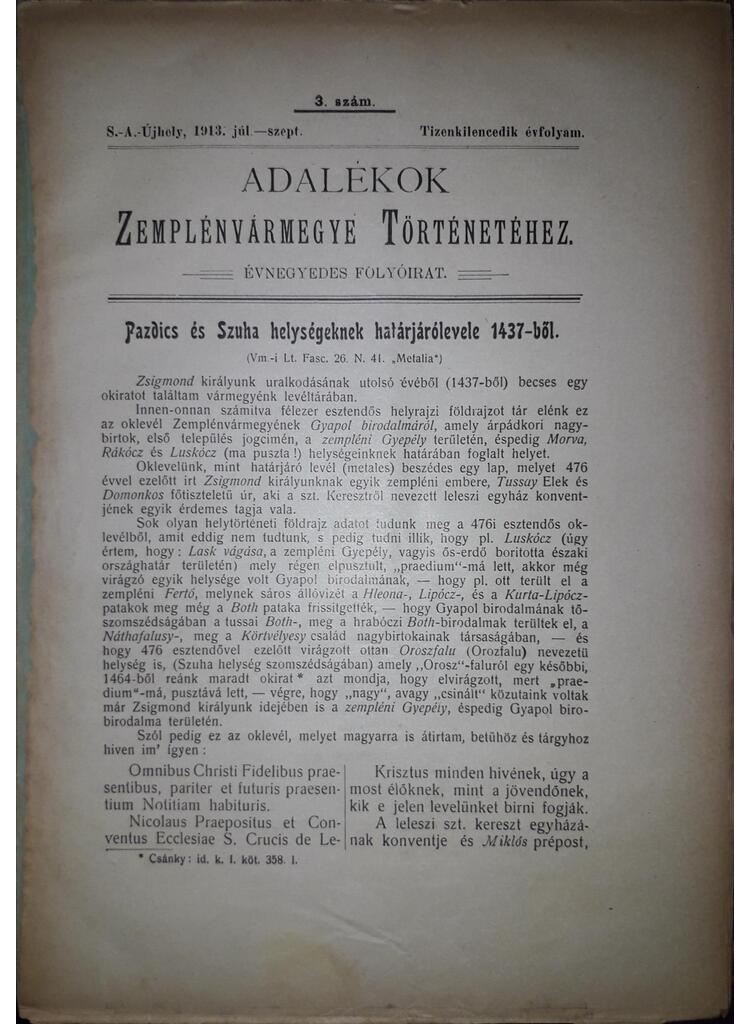 3. szám.
S.-A.-Újhely, 1913. júl.—szept. Tizenkilencedik évfolyam.
ADALÉKOK
ZEMPLÉNVÁRMEGYE TÖRTÉNETÉHEZ.
ÉVNEGYEDES FOLYÓIRAT.
Pazdics és Szuha helységeknek határjárólevele 1437-ből.
(Vm.-i Lt. Fasc. 26. N. 41. „Metalia")
Zsigmond királyunk uralkodásának utolsó évéből (1437-ből) becses egy
okiratot találtam vármegyénk levéltárában.
Innen-onnan számitva félezer esztendős helyrajzi földrajzot tár elénk ez
az oklevél Zemplénvármegyének Gyapol birodalmáról, amely árpádkori nagy-
birtok, első település jogcimén, a zempléni Gyepély területén, éspedig Morva,
Rákócz és Luskócz (ma puszta!) helységeinknek határában foglalt helyet.
Oklevelünk, mint határjáró levél (metales) beszédes egy lap, melyet 476
évvel ezelőtt irt Zsigmond királyunknak egyik zempléni embere, Tussay Elek és
Domonkos főtiszteletű úr, aki a szt. Keresztről nevezett leleszi egyház konvent-
jének egyik érdemes tagja vala.
Sok olyan helytörténeti földrajz adatot tudunk meg a 476i esztendős ok-
levélből, amit eddig nem tudtunk, s pedig tudni illik, hogy pl. Luskócz (úgy
értem, hogy: Lask vágása, a zempléni Gyepély, vagyis ős-erdő boritotta északi
országhatár területén) mely régen elpusztult, „praedium"-má lett, akkor még
virágzó egyik helysége volt Gyapol birodalmának, — hogy pl. ott terült el a
zempléni Fertő, melynek sáros állóvizét a Hleona-, Lipócz-, és a Kurta-Lipócz-
patakok meg még a Both pataka frissitgették, — hogy Gyapol birodalmának tő-
szomszédságában a tussai Both-, meg a hrabóczi Both-birodalmak terültek el, a
Náthafalusy-, meg a Körtvélyesy család nagybirtokainak társaságában, — és
hogy 476 esztendővel ezelőtt virágzott ottan Oroszfalu (Orozfalu) nevezetü
helység is, (Szuha helység szomszédságában) amely „Orosz"-faluról egy későbbi,
1464-ből reánk maradt okirat* azt mondja, hogy elvirágzott, mert „prae-
dium"-má, pusztává lett, — végre, hogy „nagy", avagy „csinált" közutaink voltak
már Zsigmond királyunk idejében is a zempléni Gyepély, éspedig Gyapol biro-
birodalma területén.
Szól pedig ez az oklevél, melyet magyarra is átirtam, betühöz és tárgyhoz
hiven im' igyen:
Omnibus Christi Fidelibus prae-
sentibus, pariter et futuris praesen-
tium Notitiam habituris.
Nicolaus Praepositus et Con-
ventus Ecclesiae S. Crucis de Le-
Krisztus minden hivének, úgy a
most élőknek, mint a jövendőnek,
kik e jelen levelünket birni fogják.
A leleszi szt. kereszt egyházá-
nak konventje és Miklós prépost,
* Csánky: id. k. I. köt. 358. l.